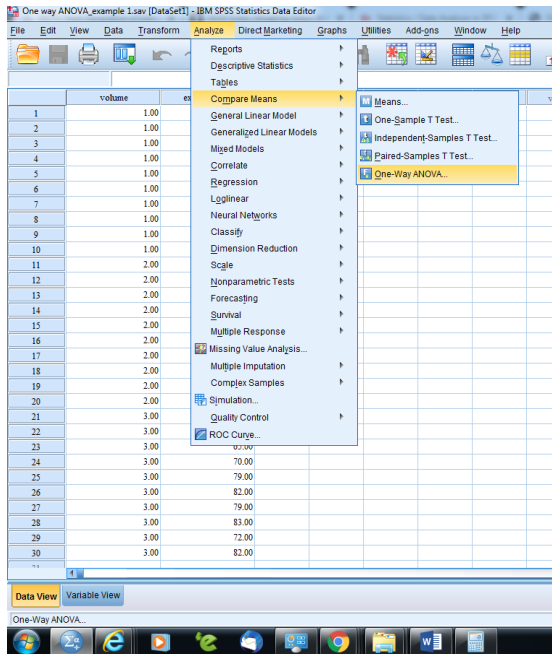 One way ANOVA_example 1.sav [DataSet1] - IBM SPSS Statistics Data Editor
File Edit View Data Transform Analyze Direct Marketing Graphs Utilities Add-ons Window Help
Reports
Descriptive Statistics
Tables
Compare Means
General Linear Model
Generalized Linear Models
Mixed Models
Correlate
Regression
Loglinear
Neural Networks
Classify
Dimension Reduction
Scale
Nonparametric Tests
Forecasting
Survival
Multiple Response
Missing Value Analysis...
Multiple Imputation
Complex Samples
Simulation...
Quality Control
ROC Curve...
Means...
One-Sample T Test...
Independent-Samples T Test...
Paired-Samples T Test...
One-Way ANOVA...
volume ex
1 1.00
2 1.00
3 1.00
4 1.00
5 1.00
6 1.00
7 1.00
8 1.00
9 1.00
10 1.00
11 2.00
12 2.00
13 2.00
14 2.00
15 2.00
16 2.00
17 2.00
18 2.00
19 2.00
20 2.00
21 3.00
22 3.00
23 3.00
24 3.00 70.00
25 3.00 79.00
26 3.00 82.00
27 3.00 79.00
28 3.00 83.00
29 3.00 72.00
30 3.00 82.00
Data View Variable View
One-Way ANOVA...